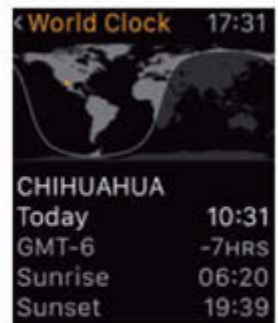 <World Clock 17:31
CHIHUAHUA
Today 10:31
GMT-6 -7HRS
Sunrise 06:20
Sunset 19:39